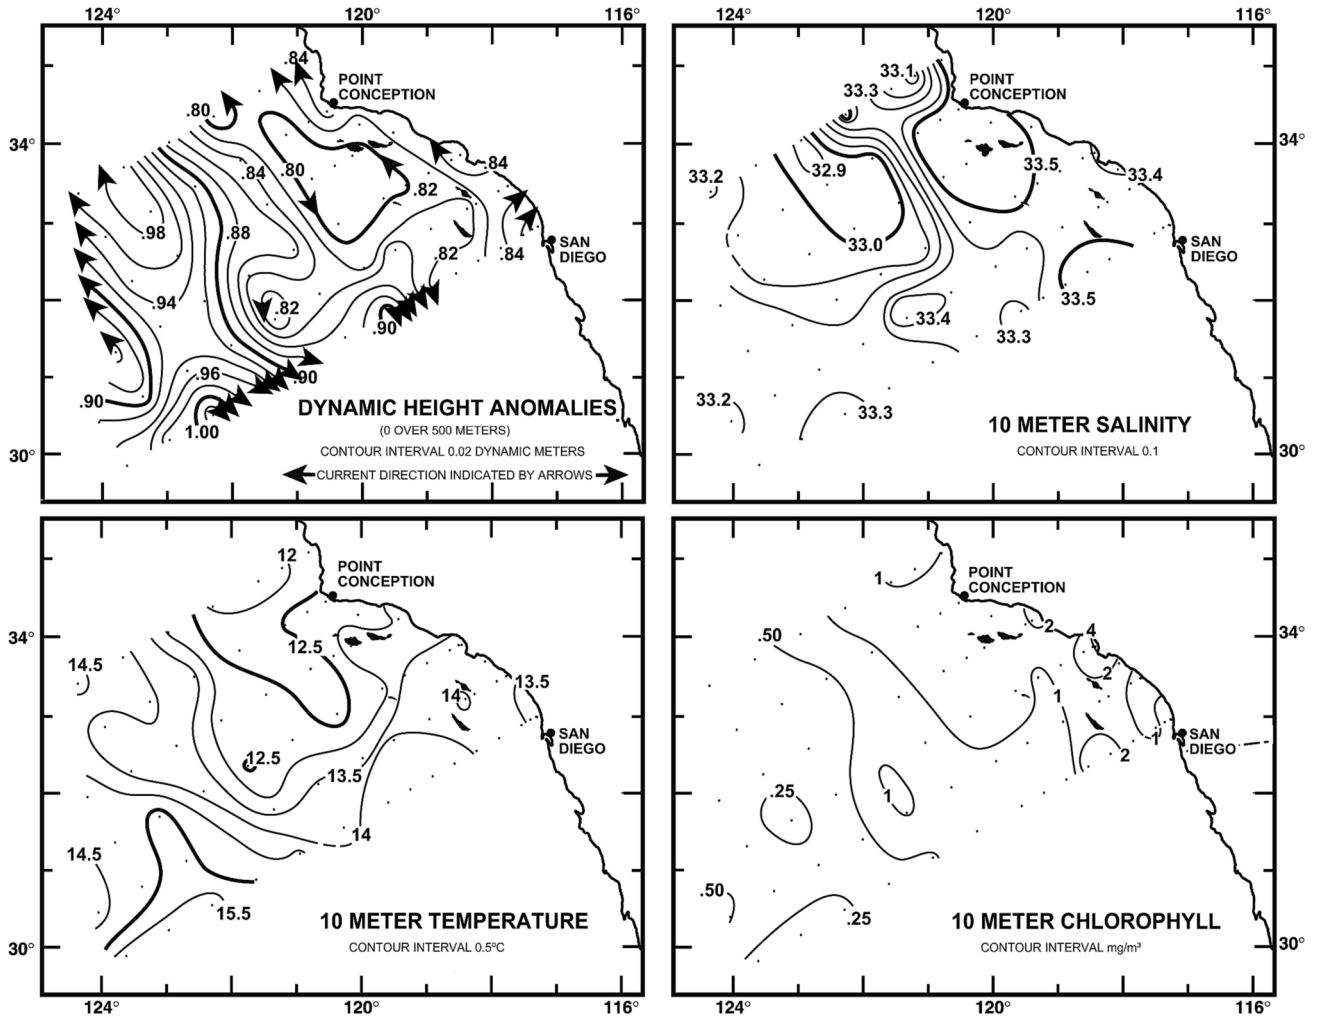 124°
120°
124°
120°
116°
.84
POINT
CONCEPTION
.80
34°
.84
.80
.82
.84
.98
.88
SAN
DIEGO
.82
.84
.94
.82
.90
.96
.90
.90
1.00
DYNAMIC HEIGHT ANOMALIES
(0 OVER 500 METERS)
CONTOUR INTERVAL 0.02 DYNAMIC METERS
CURRENT DIRECTION INDICATED BY ARROWS
30°
33.1
33.3
POINT
CONCEPTION
34°
32.9
33.5
33.4
33.2
33.0
SAN
DIEGO
33.5
33.4
33.3
33.2
33.3
10 METER SALINITY
CONTOUR INTERVAL 0.1
30°
12
POINT
CONCEPTION
34°
12.5
14.5
14
13.5
SAN
DIEGO
12.5
13.5
14
14.5
15.5
10 METER TEMPERATURE
CONTOUR INTERVAL 0.5ºC
30°
124°
120°
116°
1
POINT
CONCEPTION
.50
2
4
34°
2
1
1
SAN
DIEGO
2
.25
1
.50
.25
10 METER CHLOROPHYLL
CONTOUR INTERVAL mg/m³
30°
124°
120°
116°